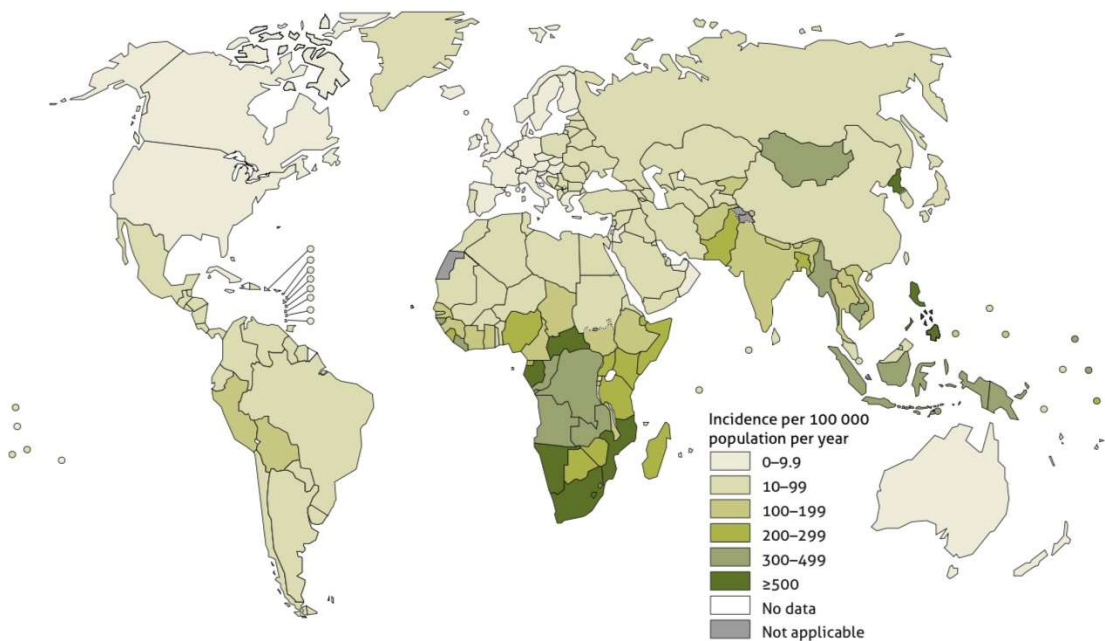 Incidence per 100 000
population per year
0–9.9
10–99
100–199
200–299
300–499
≥500
No data
Not applicable